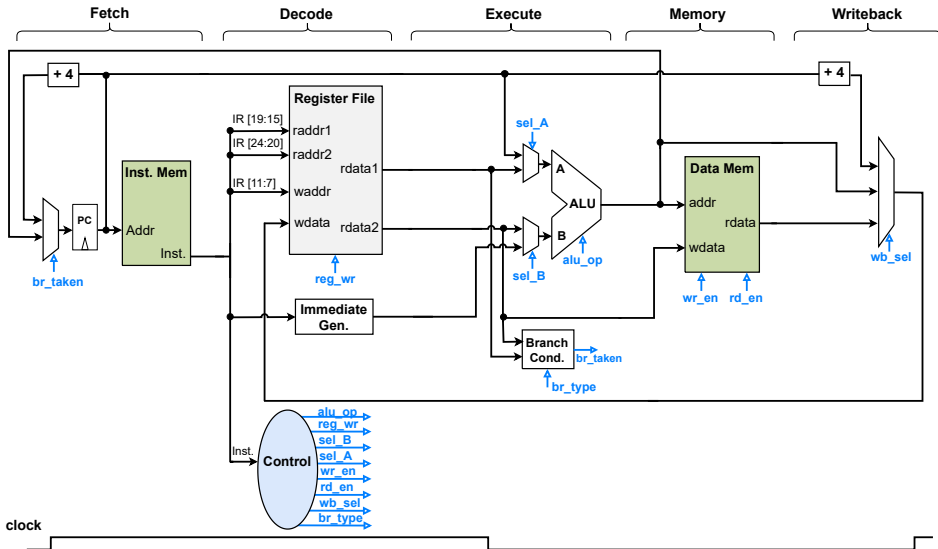 Fetch
Decode
Execute
Memory
Writeback
+ 4
+ 4
Register File
IR [19:15]
raddr1
IR [24:20]
raddr2
rdata1
IR [11:7]
waddr
wdata
rdata2
reg_wr
sel_A
A
ALU
B
sel_B
alu_op
Inst. Mem
Addr
Inst.
PC
br_taken
Data Mem
addr
rdata
wdata
wr_en
rd_en
wb_sel
Immediate
Gen.
Branch
Cond.
br_taken
br_type
Inst.
Control
alu_op
reg_wr
sel_B
sel_A
wr_en
rd_en
wb_sel
br_type
clock